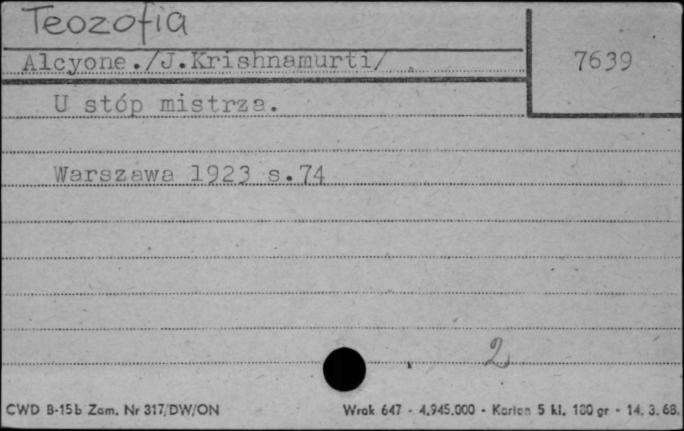 Teozofia
Alcyone./J.Krishnamurti/
7639
U stóp mistrza.
Warszawa 1923 s.74
2
CWD B-15b Zam. Nr 317/DW/ON
Wrak 647 - 4.945.000 - Karton 5 kl. 180 gr - 14. 3. 68.